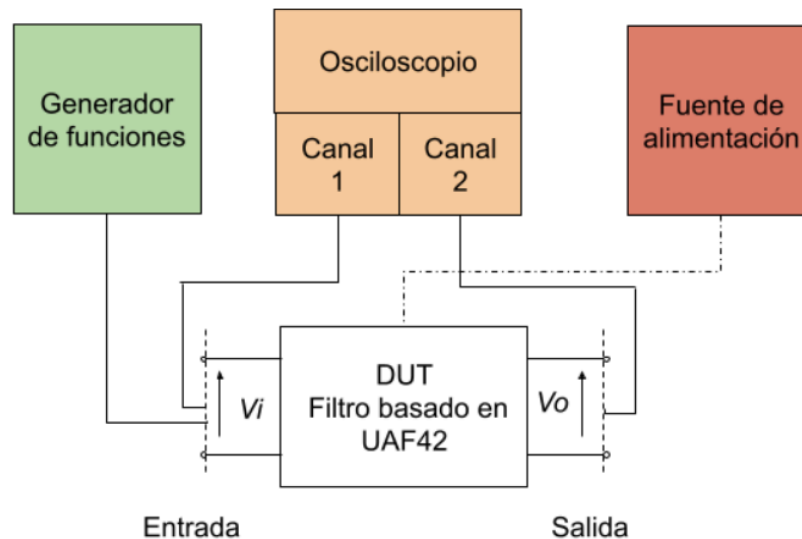 Generador
de funciones
Osciloscopio
Canal
1
Canal
2
Fuente de
alimentación
Vi
DUT
Filtro basado en
UAF42
Vo
Entrada
Salida